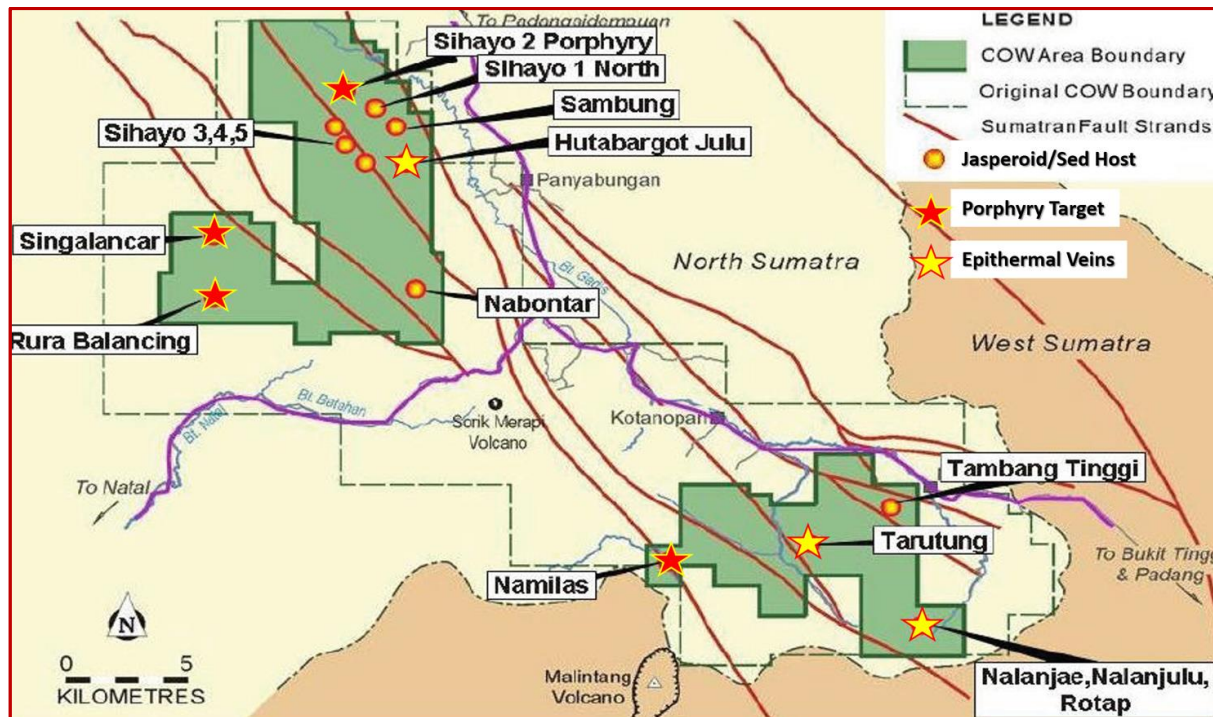 To Padangsidempuan
Sihayo 2 Porphyry
Sihayo 1 North
Sambung
Sihayo 3,4,5
Hutabargot Julu
Panyabungan
Singalancar
Bt. Gadis
North Sumatra
Nabontar
Rura Balancing
West Sumatra
Bt. Batahan
Bt. Natal
Sorik Merapi
Volcano
Kotanopan
To Natal
Tambang Tinggi
Tarutung
Namilas
To Bukit Tinggi
& Padang
N
0 5
KILOMETRES
Malintang
Volcano
Nalanjae,Nalanjulu,
Rotap
LEGEND
COW Area Boundary
Original COW Boundary
Sumatran Fault Strands
Jasperoid/Sed Host
Porphyry Target
Epithermal Veins